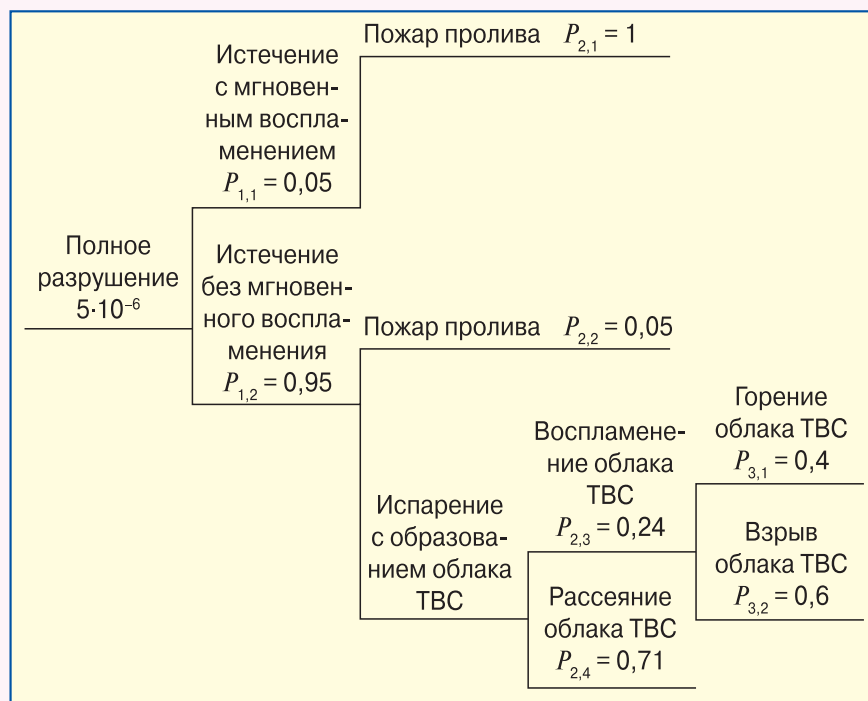 Пожар пролива P2,1 = 1
Истечение
с мгновен-
ным воспла-
менением
P1,1 = 0,05
Полное
разрушение
5·10–6
Истечение
без мгновен-
ного воспла-
менения
P1,2 = 0,95
Пожар пролива P2,2 = 0,05
Испарение
с образова-
нием облака
ТВС
Воспламене-
ние облака
ТВС
P2,3 = 0,24
Рассеяние
облака ТВС
P2,4 = 0,71
Горение
облака ТВС
P3,1 = 0,4
Взрыв
облака ТВС
P3,2 = 0,6